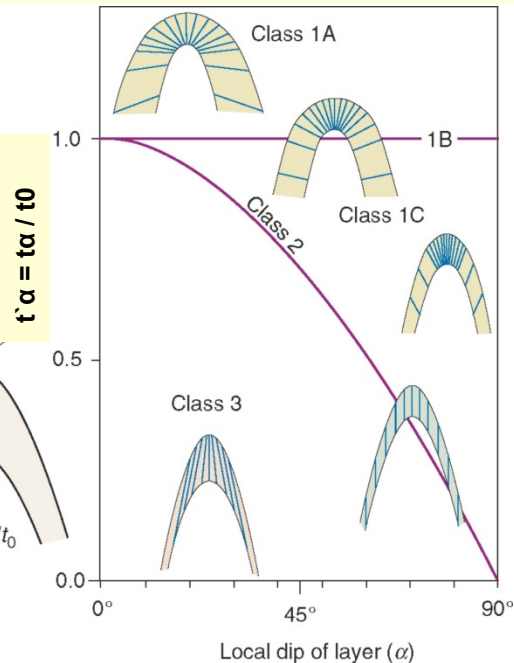 Class 1A
1.0
1B
Class 1C
Class 2
t`α = tα / t0
0.5
Class 3
t₀
0.0
0°
45°
90°
Local dip of layer (α)